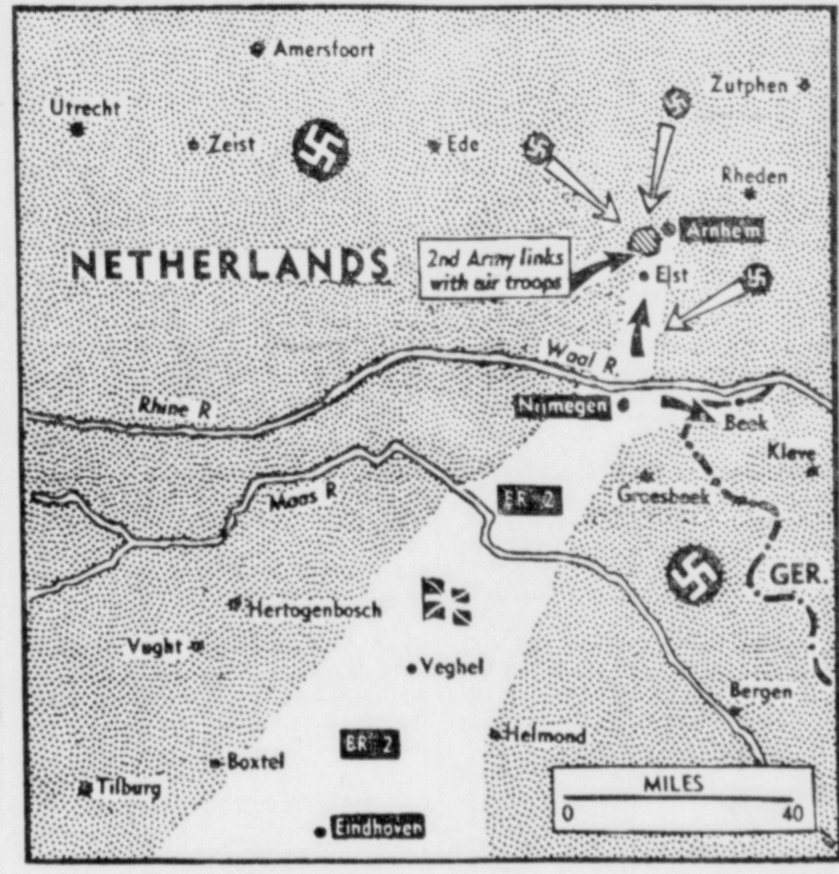 Amersfoort
Zutphen
Utrecht
Zeist
Ede
Rheden
Arnhem
NETHERLANDS
2nd Army links
with air troops
Elst
Waal R.
Rhine R
Nijmegen
Beek
Kleve
Maas R
BR-2
Groesbeek
GER.
Hertogenbosch
Vught
Veghel
Bergen
BR-2
Helmond
Boxtel
Tilburg
MILES
0 40
Eindhoven